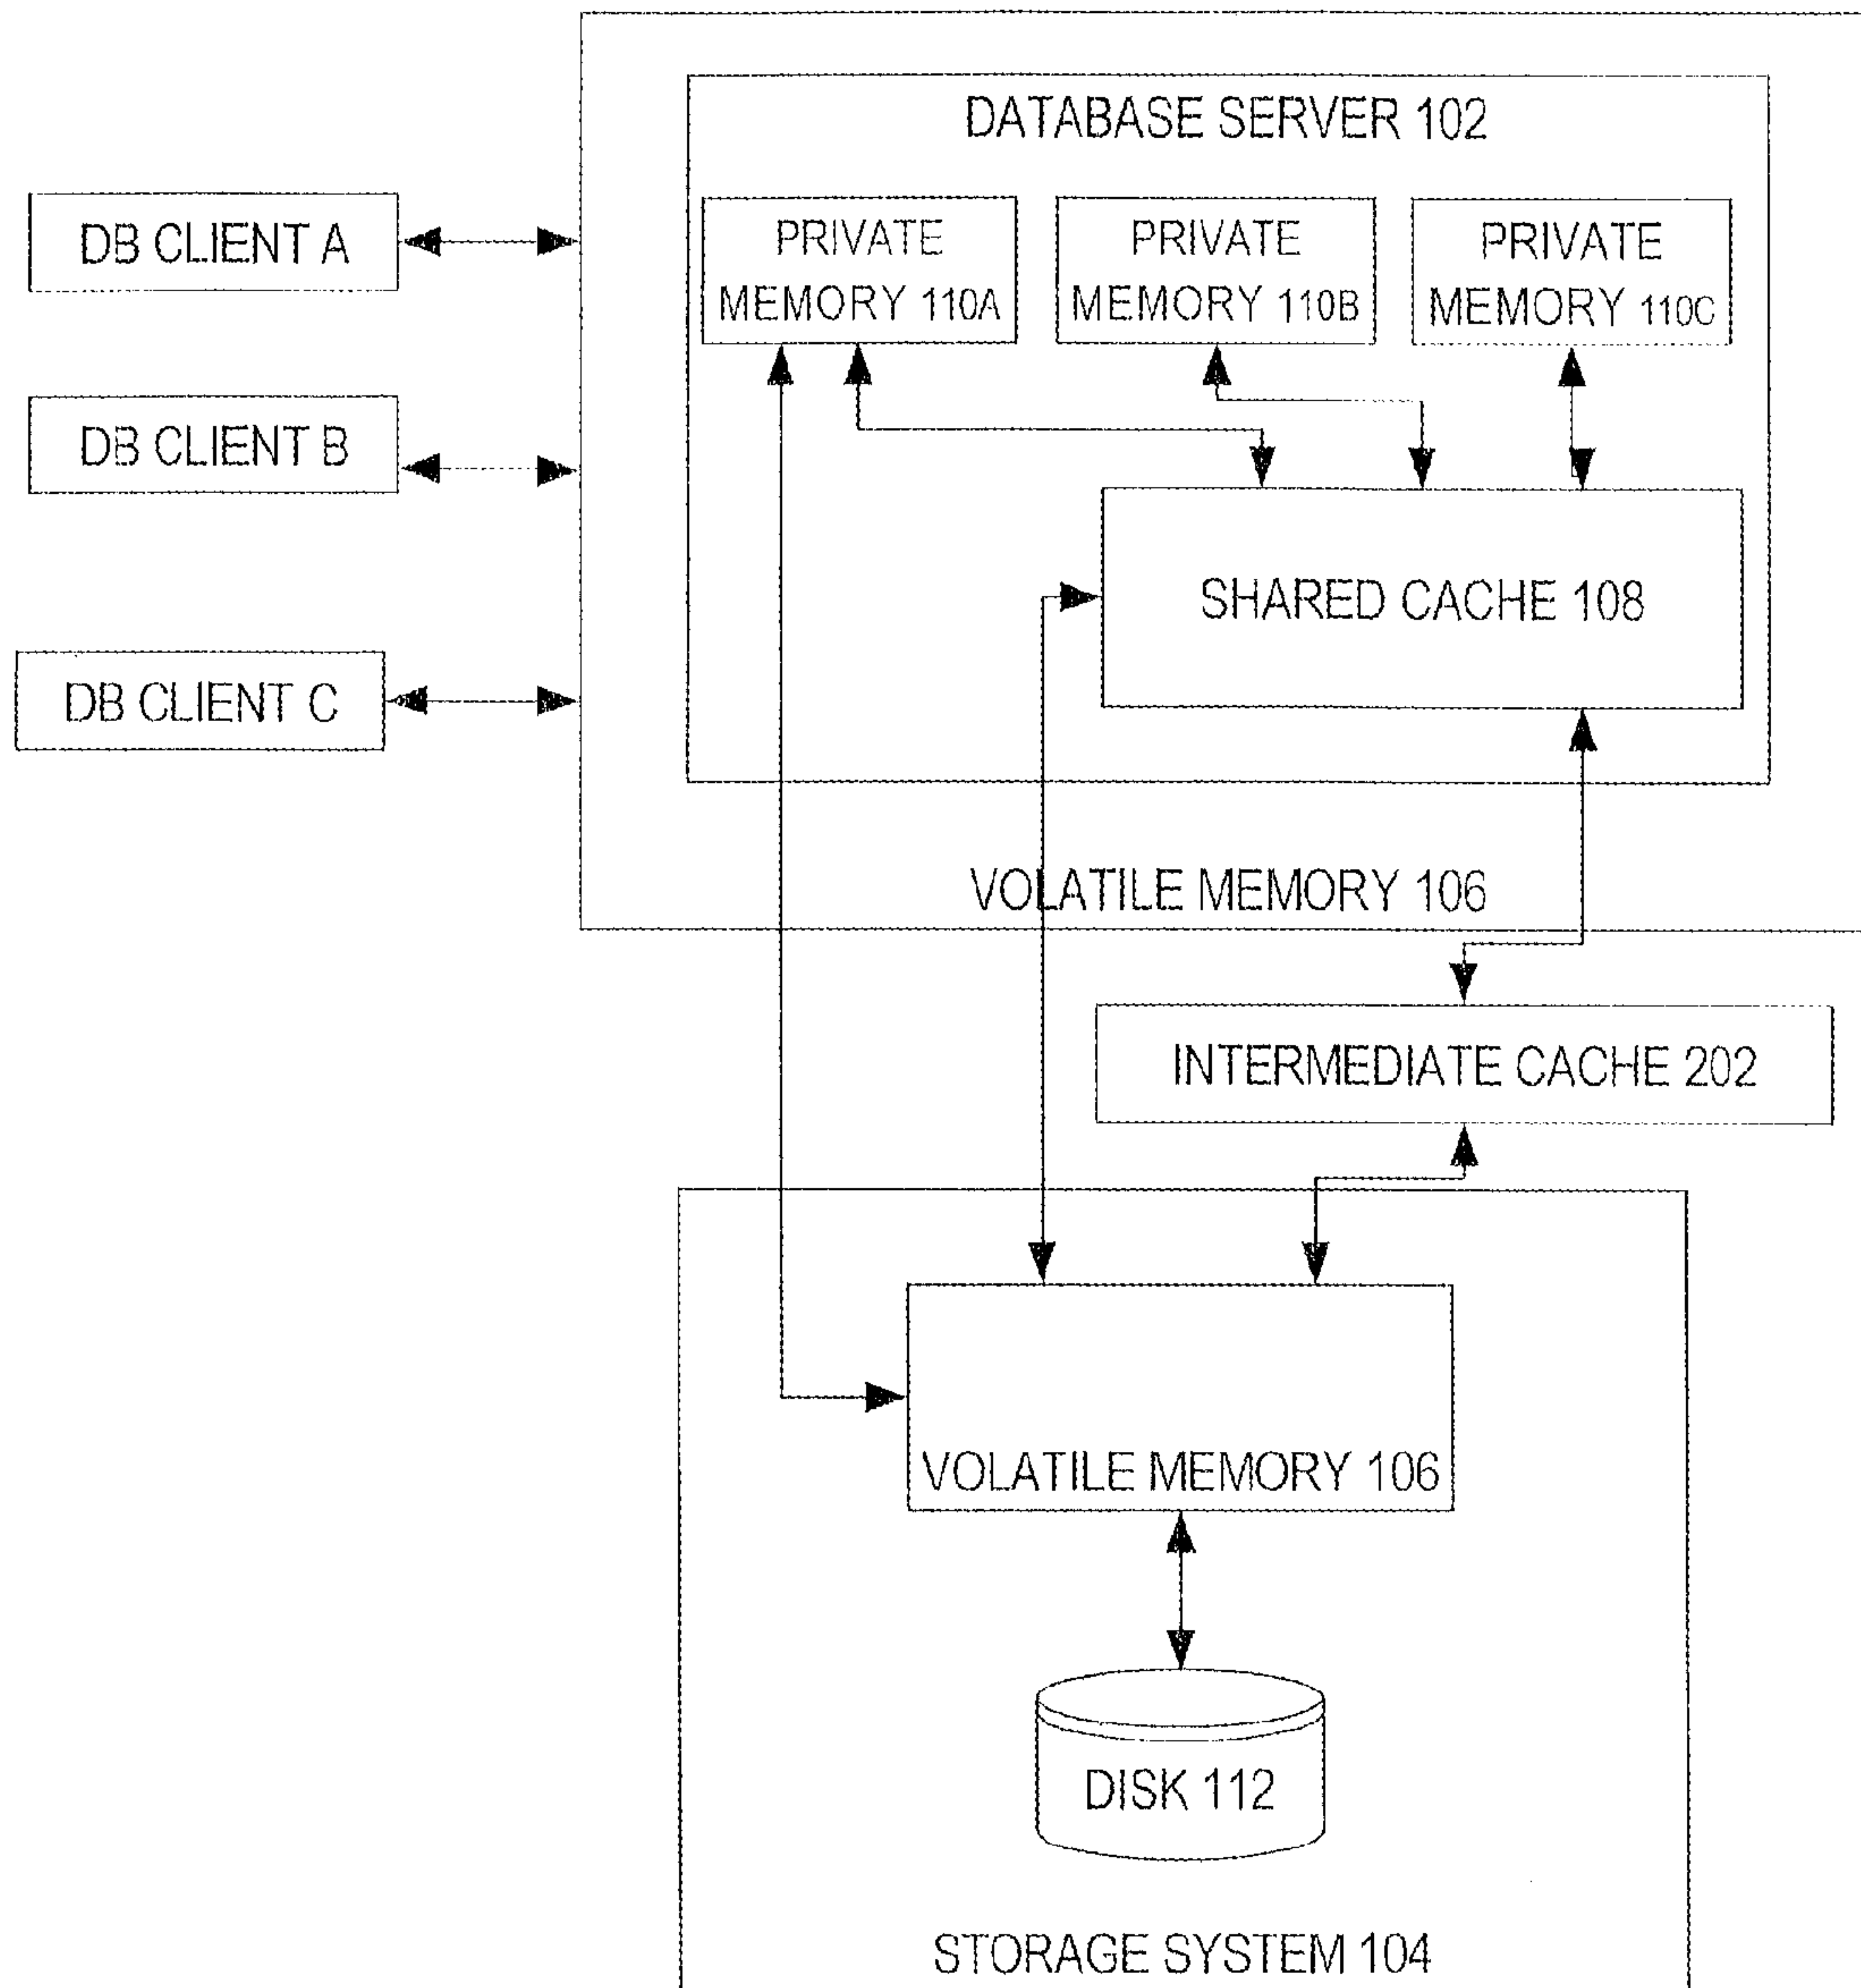 DATABASE SERVER 102
DB CLIENT A
PRIVATE
MEMORY 110A
PRIVATE
MEMORY 110B
PRIVATE
MEMORY 110C
DB CLIENT B
SHARED CACHE 108
DB CLIENT C
VOLATILE MEMORY 106
INTERMEDIATE CACHE 202
VOLATILE MEMORY 106
DISK 112
STORAGE SYSTEM 104